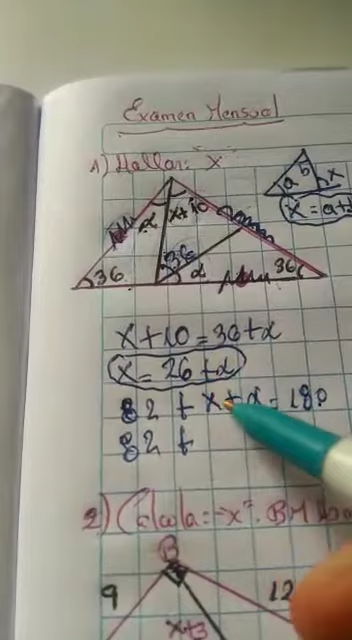 Examen Mensual
1) Hallar: x
α
x+10
36
36
α
36
a
b
x
x = a+
x+10 = 36+α
x = 26+α
82 + x+α = 180
82 +
2) Calcula = "x". BM
B
9
12
x+3